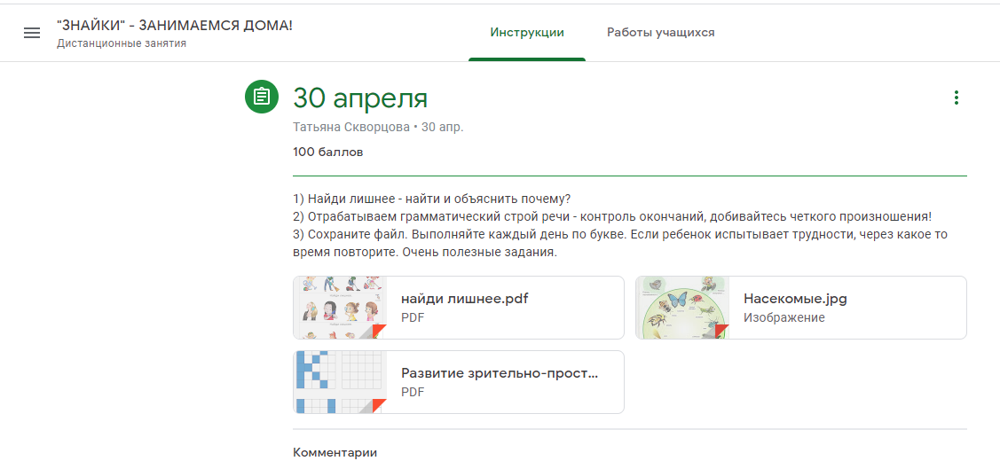 "ЗНАЙКИ" - ЗАНИМАЕМСЯ ДОМА!
Дистанционные занятия
Инструкции
Работы учащихся
30 апреля
Татьяна Скворцова • 30 апр.
100 баллов
1) Найди лишнее - найти и объяснить почему?
2) Отрабатываем грамматический строй речи - контроль окончаний, добивайтесь четкого произношения!
3) Сохраните файл. Выполняйте каждый день по букве. Если ребенок испытывает трудности, через какое то
время повторите. Очень полезные задания.
найди лишнее.pdf
PDF
Насекомые.jpg
Изображение
Развитие зрительно-прост...
PDF
Комментарии